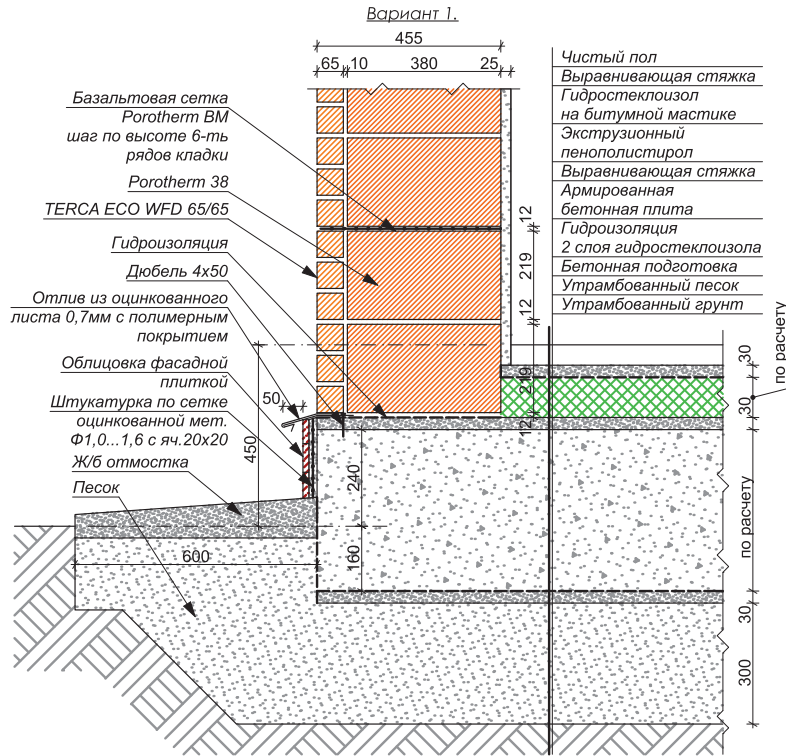 Вариант 1.
455
65
10
380
25
Базальтовая сетка
Porotherm BM
шаг по высоте 6-ть
рядов кладки
Porotherm 38
TERCA ECO WFD 65/65
Гидроизоляция
Дюбель 4х50
Отлив из оцинкованного
листа 0,7мм с полимерным
покрытием
Облицовка фасадной
плиткой
Штукатурка по сетке
оцинкованной мет.
Ф1,0...1,6 с яч.20х20
Ж/б отмостка
Песок
Чистый пол
Выравнивающая стяжка
Гидростеклоизол
на битумной мастике
Экструзионный
пенополистирол
Выравнивающая стяжка
Армированная
бетонная плита
Гидроизоляция
2 слоя гидростеклоизола
Бетонная подготовка
Утрамбованный песок
Утрамбованный грунт
12
219
12
219
12
50
450
240
160
600
30
30
по расчету
по расчету
30
300